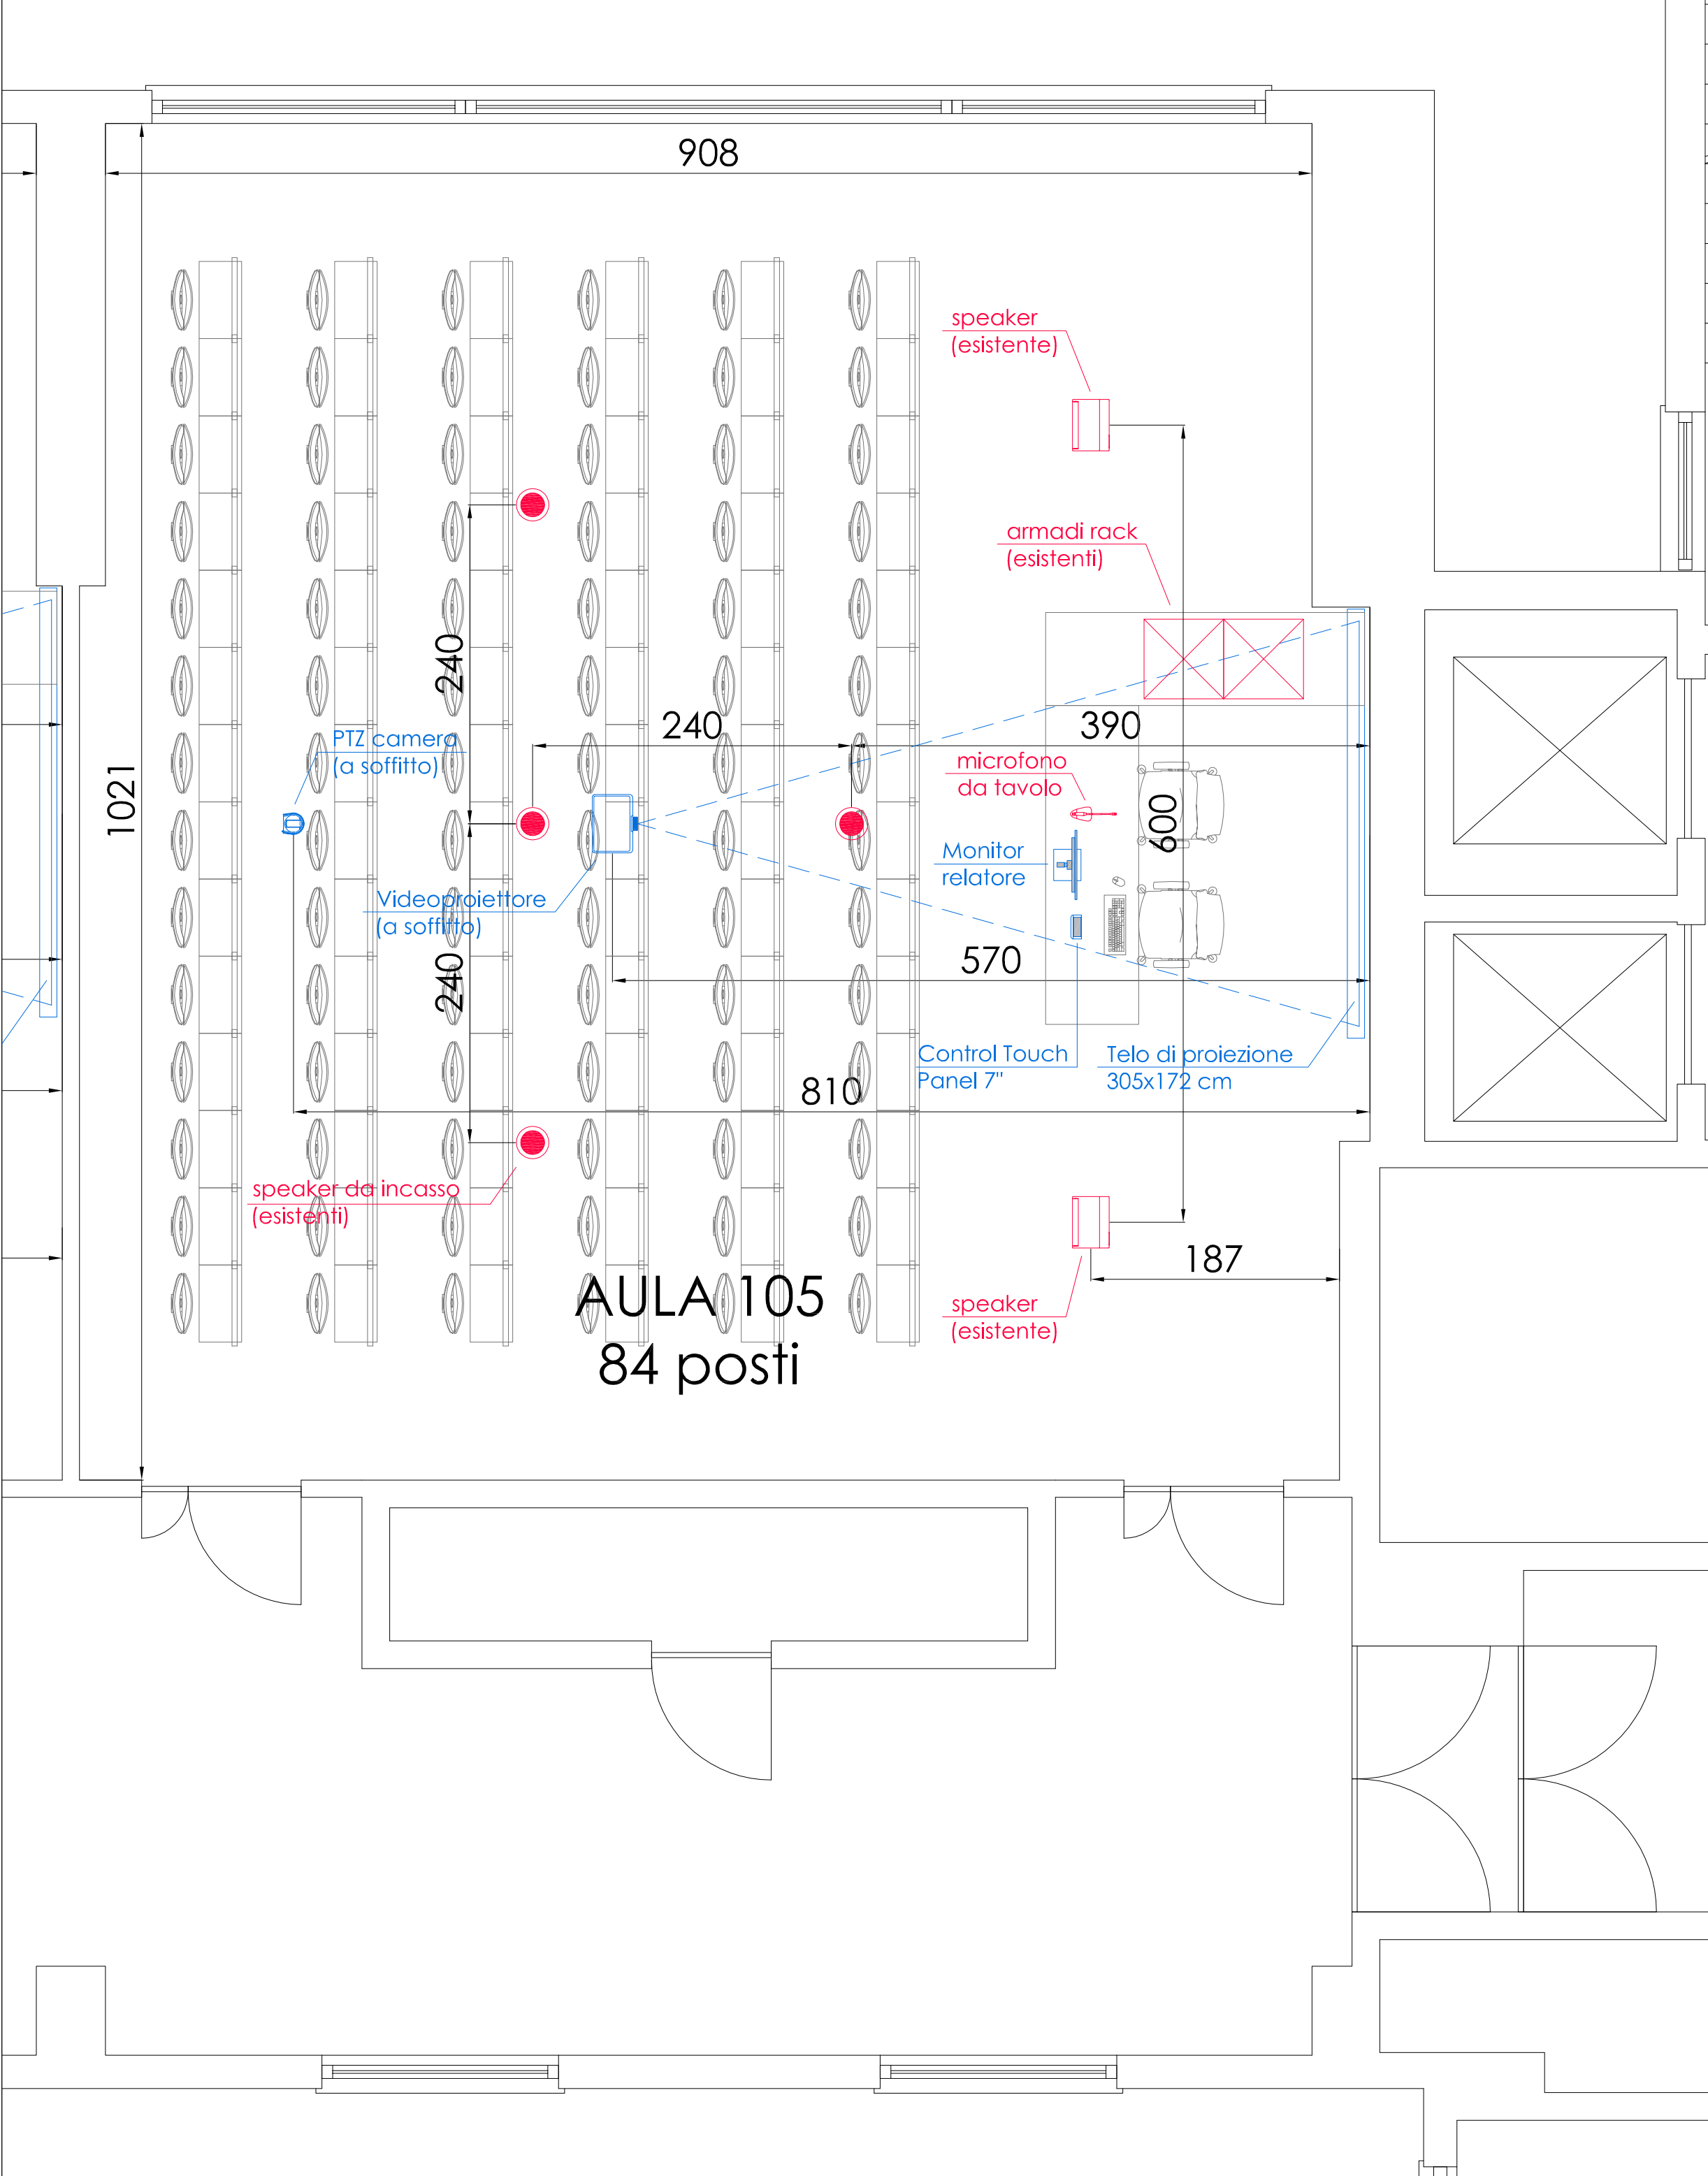 908
speaker
(esistente)
armadi rack
(esistenti)
240
240
390
PTZ camera
(a soffitto)
microfono
da tavolo
1021
600
Monitor
relatore
Videoproiettore
(a soffitto)
240
570
Control Touch
Panel 7"
Telo di proiezione
305x172 cm
810
speaker da incasso
(esistenti)
187
AULA 105
84 posti
speaker
(esistente)